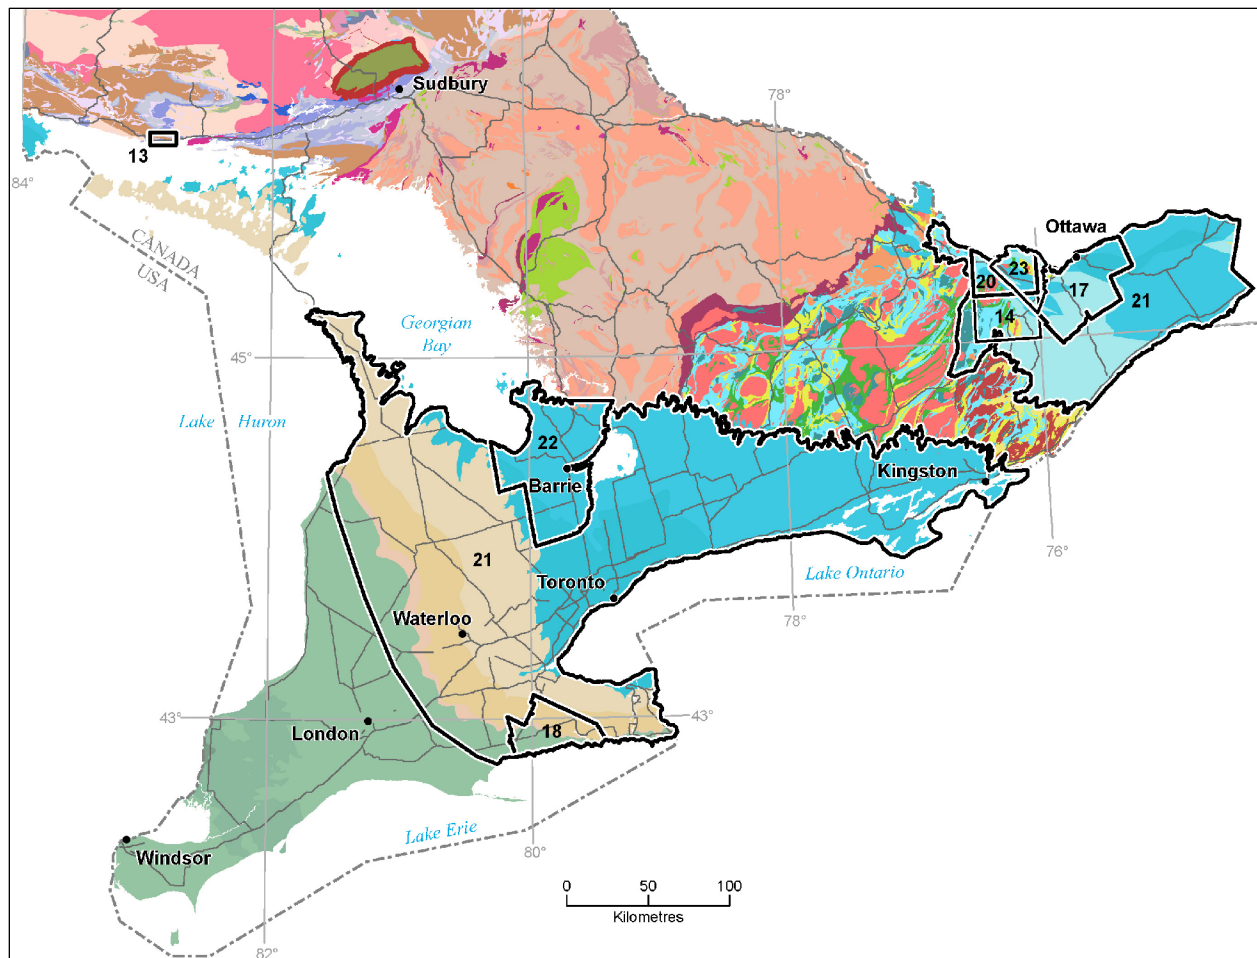 Sudbury
78°
13
84°
CANADA
USA
Ottawa
20
23
17
21
14
Georgian
Bay
45°
Lake Huron
22
Barrie
Kingston
76°
21
Toronto
Lake Ontario
78°
Waterloo
43°
43°
London
18
Lake Erie
80°
Windsor
0 50 100
Kilometres
82°